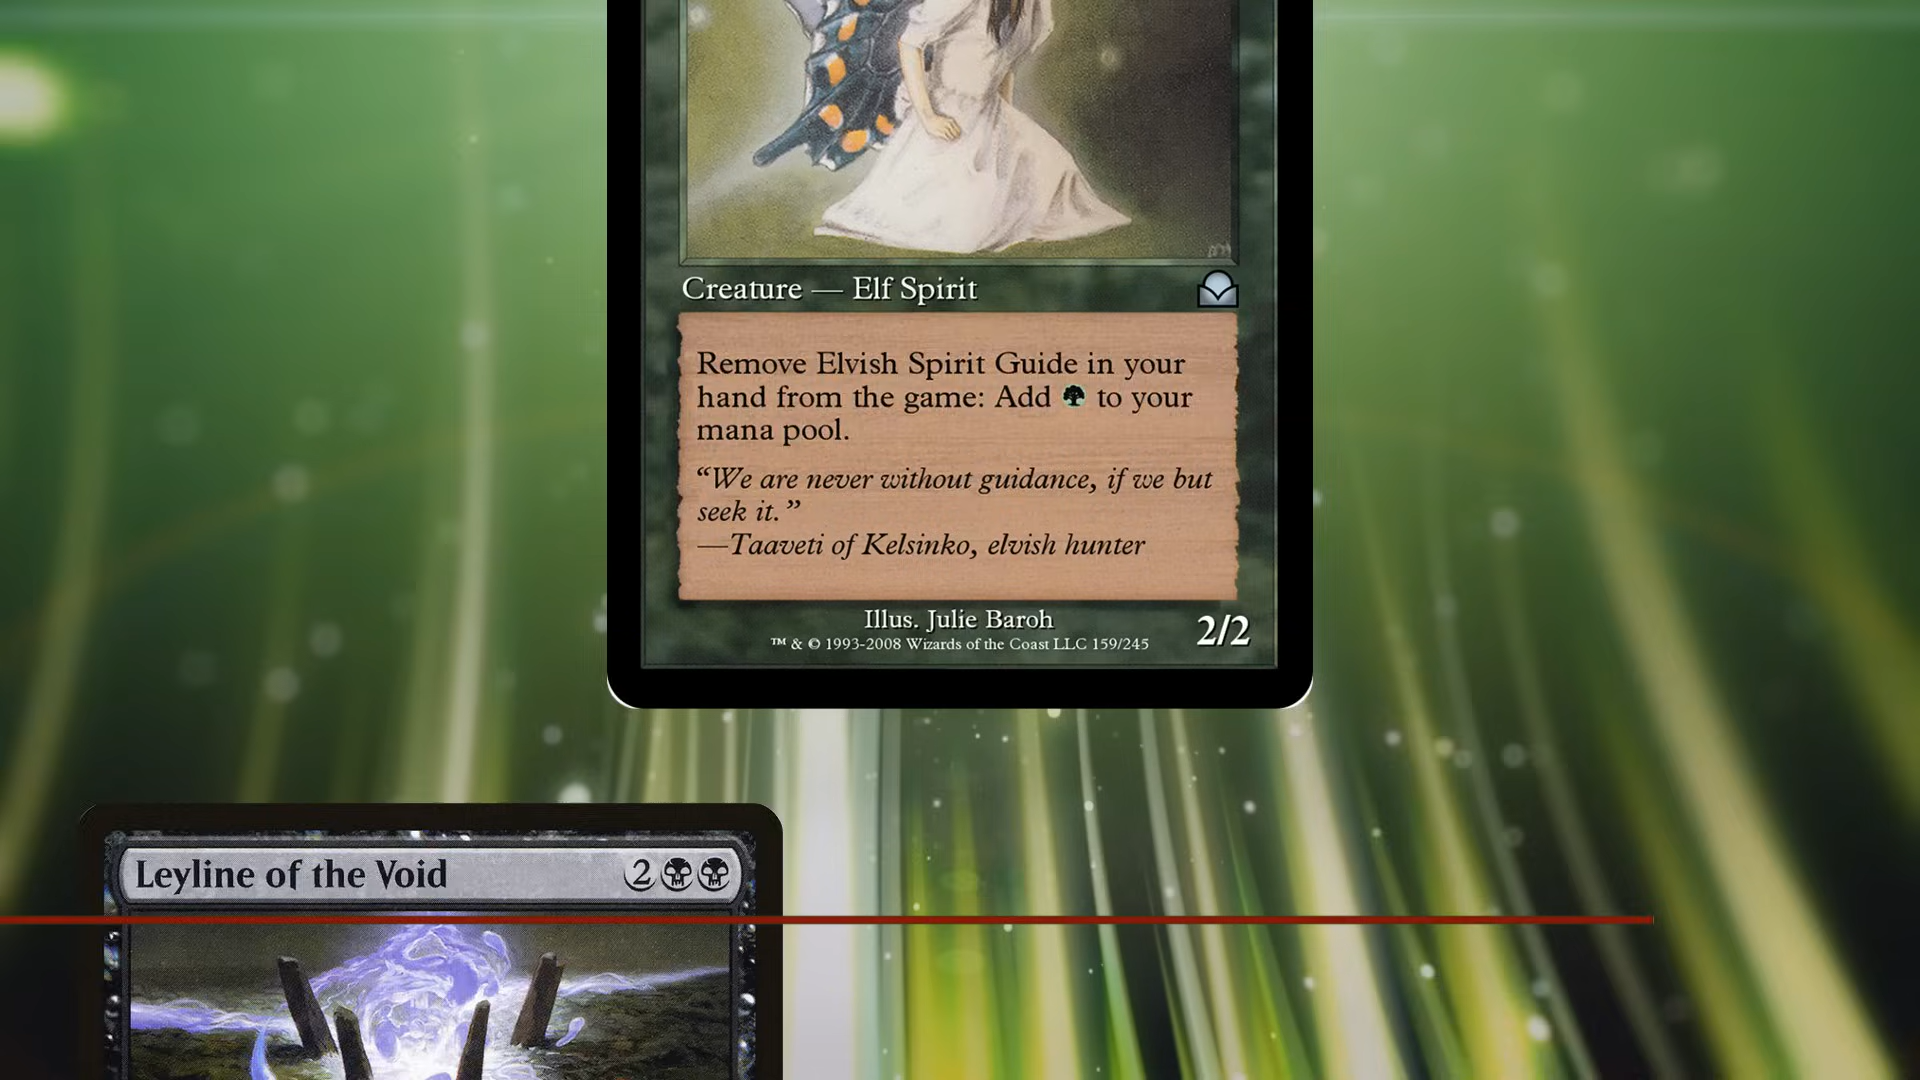 Creature — Elf Spirit
Remove Elvish Spirit Guide in your
hand from the game: Add to your
mana pool.
“We are never without guidance, if we but
seek it.”
—Taaveti of Kelsinko, elvish hunter
Illus. Julie Baroh
™ & © 1993-2008 Wizards of the Coast LLC 159/245
2/2
Leyline of the Void
2